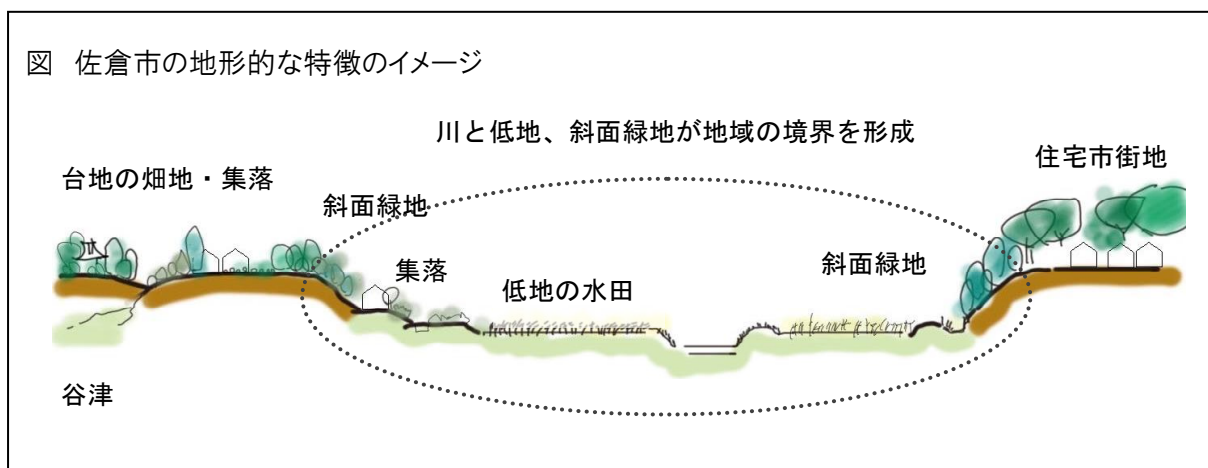 図 佐倉市の地形的な特徴のイメージ
川と低地、斜面緑地が地域の境界を形成
住宅市街地
台地の畑地・集落
斜面緑地
集落
斜面緑地
低地の水田
谷津